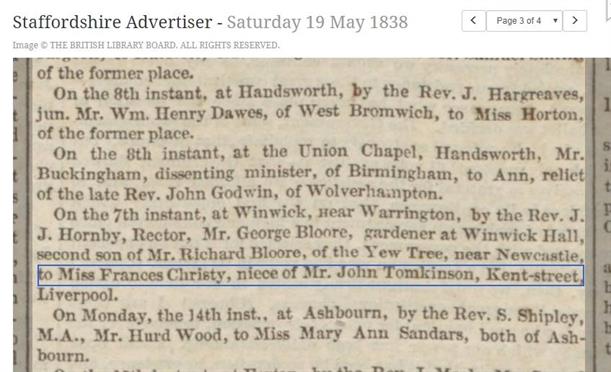 Staffordshire Advertiser - Saturday 19 May 1838
Page 3 of 4
Image © THE BRITISH LIBRARY BOARD. ALL RIGHTS RESERVED.
of the former place.
On the 8th instant, at Handsworth, by the Rev. J. Hargreaves,
jun. Mr. Wm. Henry Dawes, of West Bromwich, to Miss Horton,
of the former place.
On the 8th instant, at the Union Chapel, Handsworth, Mr.
Buckingham, dissenting minister, of Birmingham, to Ann, relict
of the late Rev. John Godwin, of Wolverhampton.
On the 7th instant, at Winwick, near Warrington, by the Rev. J.
J. Hornby, Rector, Mr. George Bloore, gardener at Winwick Hall,
second son of Mr. Richard Bloore, of the Yew Tree, near Newcastle,
to Miss Frances Christy, niece of Mr. John Tomkinson, Kent-street,
Liverpool.
On Monday, the 14th inst., at Ashbourn, by the Rev. S. Shipley,
M.A., Mr. Hurd Wood, to Miss Mary Ann Sandars, both of Ash-
bourn.